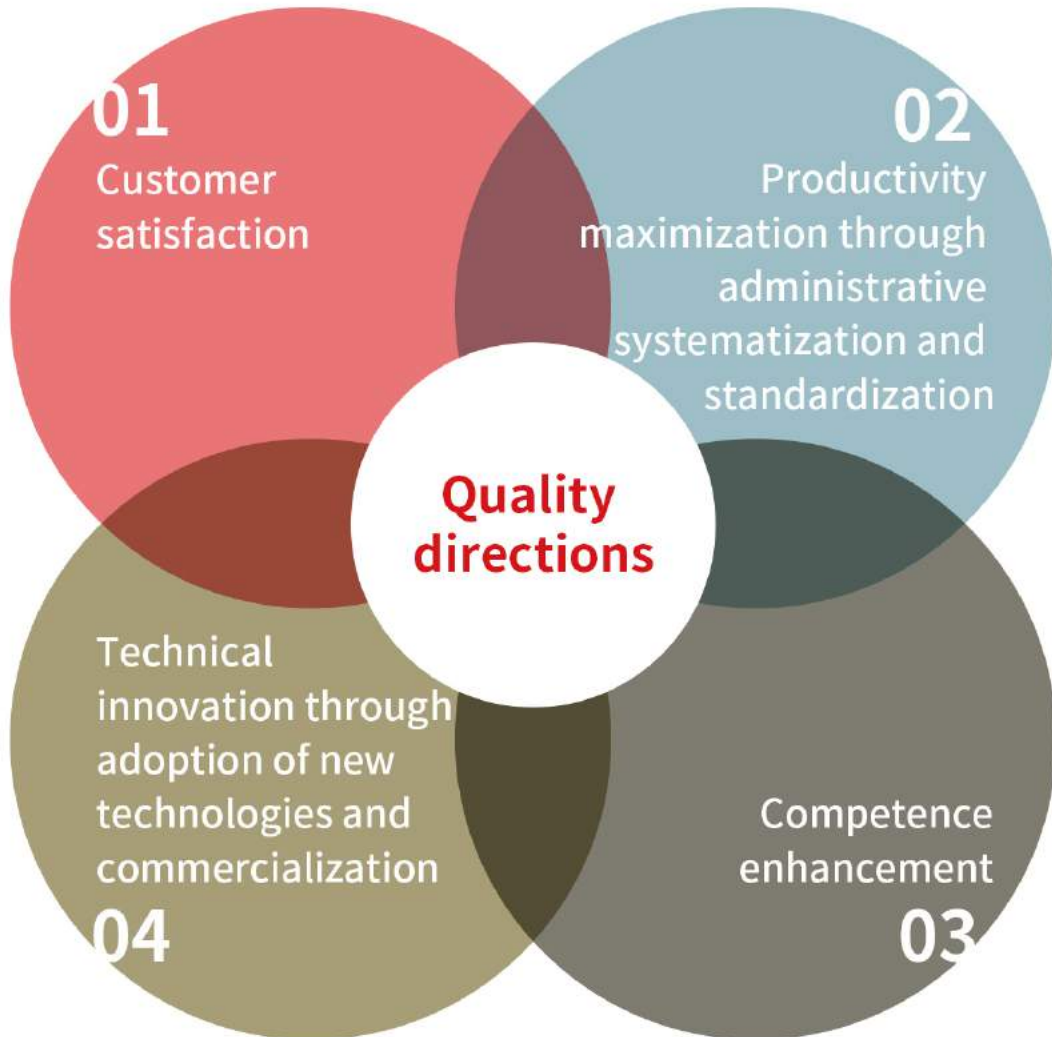 01
Customer
satisfaction
02
Productivity
maximization through
administrative
systematization and
standardization
Quality
directions
Technical
innovation through
adoption of new
technologies and
commercialization
04
Competence
enhancement
03